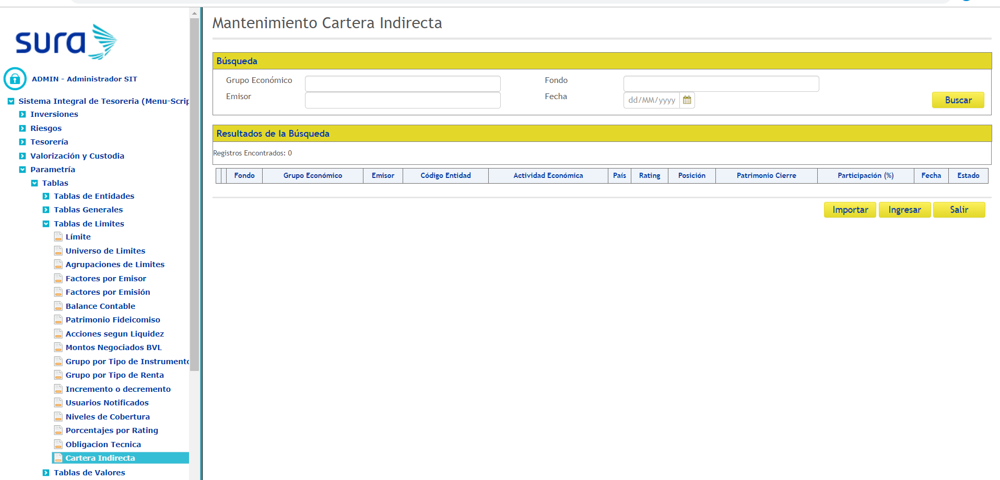 sura
ADMIN - Administrador SIT
Sistema Integral de Tesoreria (Menu-Scrip
Inversiones
Riesgos
Tesorería
Valorización y Custodia
Parametría
Tablas
Tablas de Entidades
Tablas Generales
Tablas de Limites
Límite
Universo de Limites
Agrupaciones de Limites
Factores por Emisor
Factores por Emisión
Balance Contable
Patrimonio Fideicomiso
Acciones segun Liquidez
Montos Negociados BVL
Grupo por Tipo de Instrumento
Grupo por Tipo de Renta
Incremento o decremento
Usuarios Notificados
Niveles de Cobertura
Porcentajes por Rating
Obligacion Tecnica
Cartera Indirecta
Tablas de Valores
Mantenimiento Cartera Indirecta
Búsqueda
Grupo Económico Fondo
Emisor Fecha dd/MM/yyyy Buscar
Resultados de la Búsqueda
Registros Encontrados: 0
Fondo Grupo Económico Emisor Código Entidad Actividad Económica País Rating Posición Patrimonio Cierre Participación (%) Fecha Estado
Importar Ingresar Salir